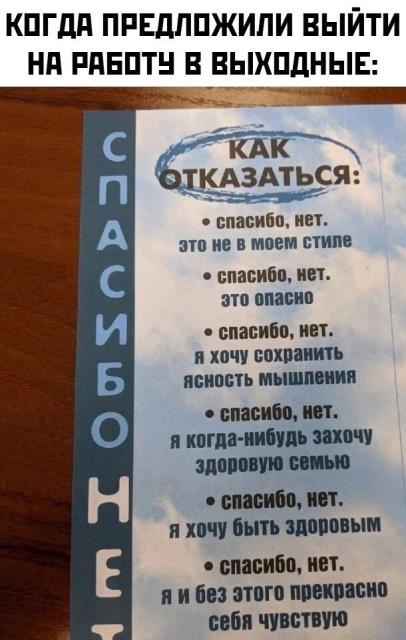 КОГДА ПРЕДЛОЖИЛИ ВЫЙТИ
НА РАБОТУ В ВЫХОДНЫЕ:
СПАСИБО НЕТ
КАК
ОТКАЗАТЬСЯ:
• спасибо, нет.
это не в моем стиле
• спасибо, нет.
это опасно
• спасибо, нет.
я хочу сохранить
ясность мышления
• спасибо, нет.
я когда-нибудь захочу
здоровую семью
• спасибо, нет.
я хочу быть здоровым
• спасибо, нет.
я и без этого прекрасно
себя чувствую